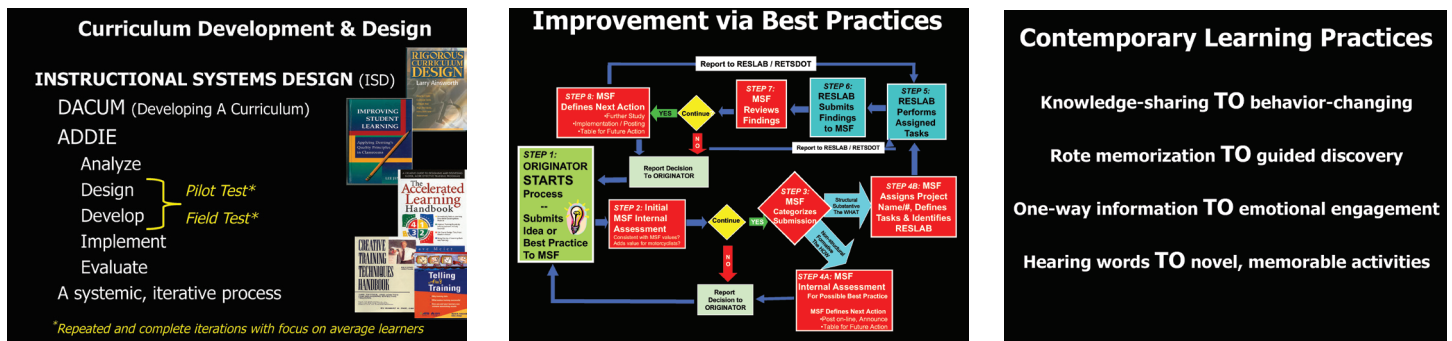 Curriculum Development & Design
INSTRUCTIONAL SYSTEMS DESIGN (ISD)
DACUM (Developing A Curriculum)
ADDIE
Analyze
Design
Develop
Pilot Test*
Field Test*
Implement
Evaluate
A systemic, iterative process
*Repeated and complete iterations with focus on average learners
RIGOROUS
CURRICULUM
DESIGN
Larry Ainsworth
IMPROVING
STUDENT
LEARNING
Applying Deming's
Quality Principles
in Classrooms
The
Accelerated
Learning
Handbook
CREATIVE
TRAINING
TECHNIQUES
HANDBOOK
Telling
Ain't
Training
Improvement via Best Practices
Report to RESLAB / RETSDOT
STEP 8: MSF
Defines Next Action
•Further Study
•Implementation / Posting
•Table for Future Action
YES
Continue
NO
STEP 7:
MSF
Reviews
Findings
STEP 6:
RESLAB
Submits
Findings
to MSF
STEP 5:
RESLAB
Performs
Assigned
Tasks
Report to RESLAB / RETSDOT
Report Decision
To ORIGINATOR
STEP 1:
ORIGINATOR
STARTS
Process
--
Submits
Idea or
Best Practice
To MSF
STEP 2: Initial
MSF Internal
Assessment
Consistent with MSF values?
Adds value for motorcyclists?
Continue
YES
NO
STEP 3:
MSF
Categorizes
Submission
Structural
Substantive
The WHAT
Nonstructural
Formative
The HOW
STEP 4B: MSF
Assigns Project
Name/#, Defines
Tasks & Identifies
RESLAB
STEP 4A: MSF
Internal Assessment
For Possible Best Practice
MSF Defines Next Action
•Post on-line, Announce
•Table for Future Action
Report
Decision to
ORIGINATOR
Contemporary Learning Practices
Knowledge-sharing TO behavior-changing
Rote memorization TO guided discovery
One-way information TO emotional engagement
Hearing words TO novel, memorable activities